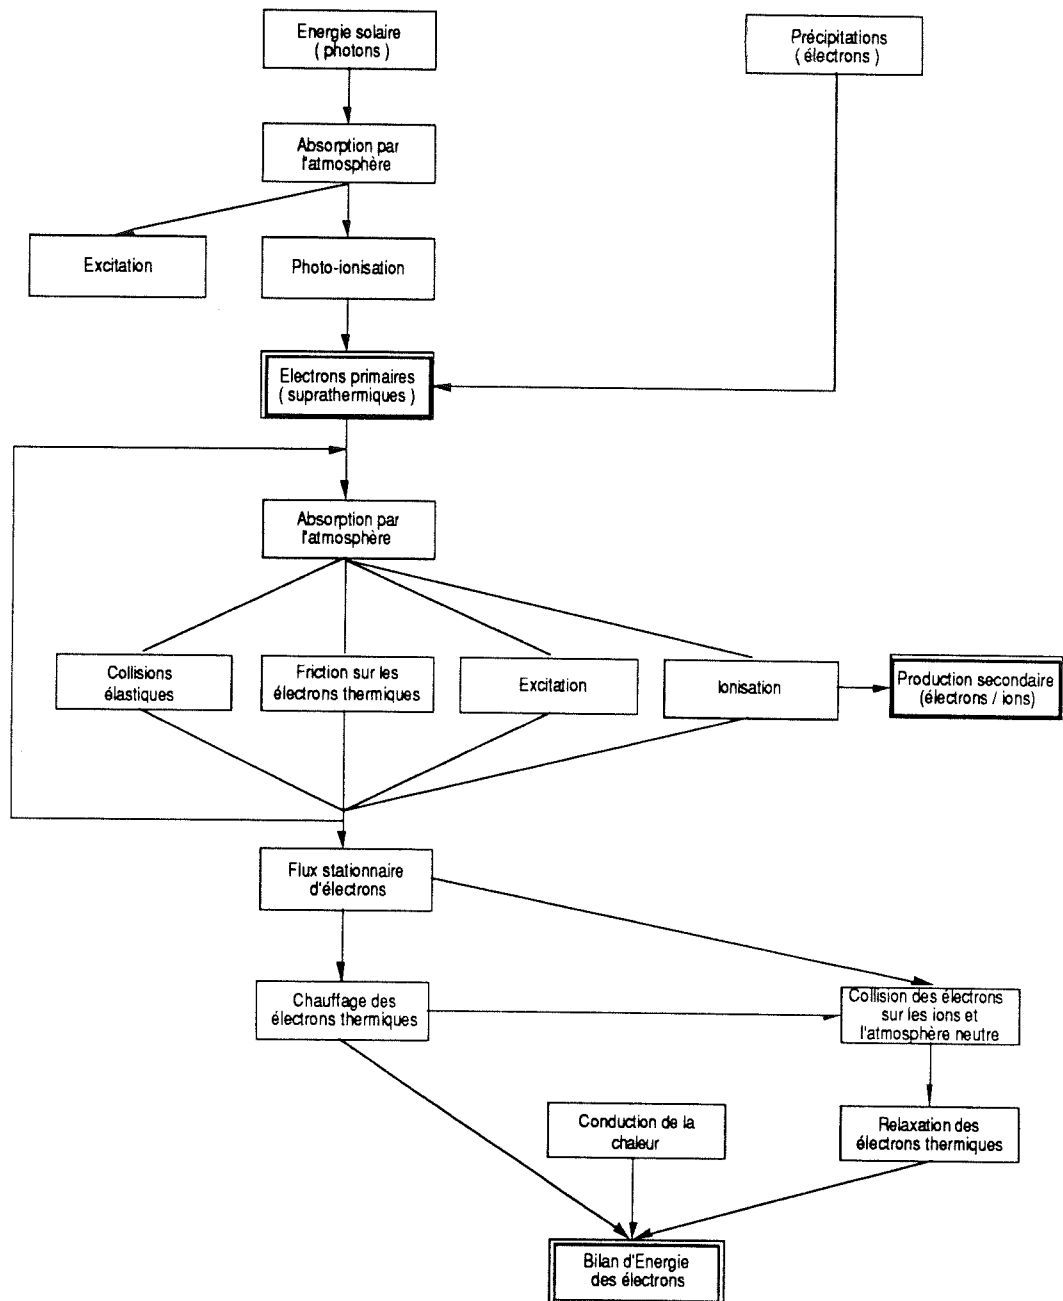 Energie solaire
( photons )
Précipitations
( électrons )
Absorption par
l'atmosphère
Excitation
Photo-ionisation
Electrons primaires
( suprathermiques )
Absorption par
l'atmosphère
Collisions
élastiques
Friction sur les
électrons thermiques
Excitation
Ionisation
Production secondaire
(électrons / ions)
Flux stationnaire
d'électrons
Chauffage des
électrons thermiques
Collision des électrons
sur les ions et
l'atmosphère neutre
Conduction de la
chaleur
Relaxation des
électrons thermiques
Bilan d'Energie
des électrons